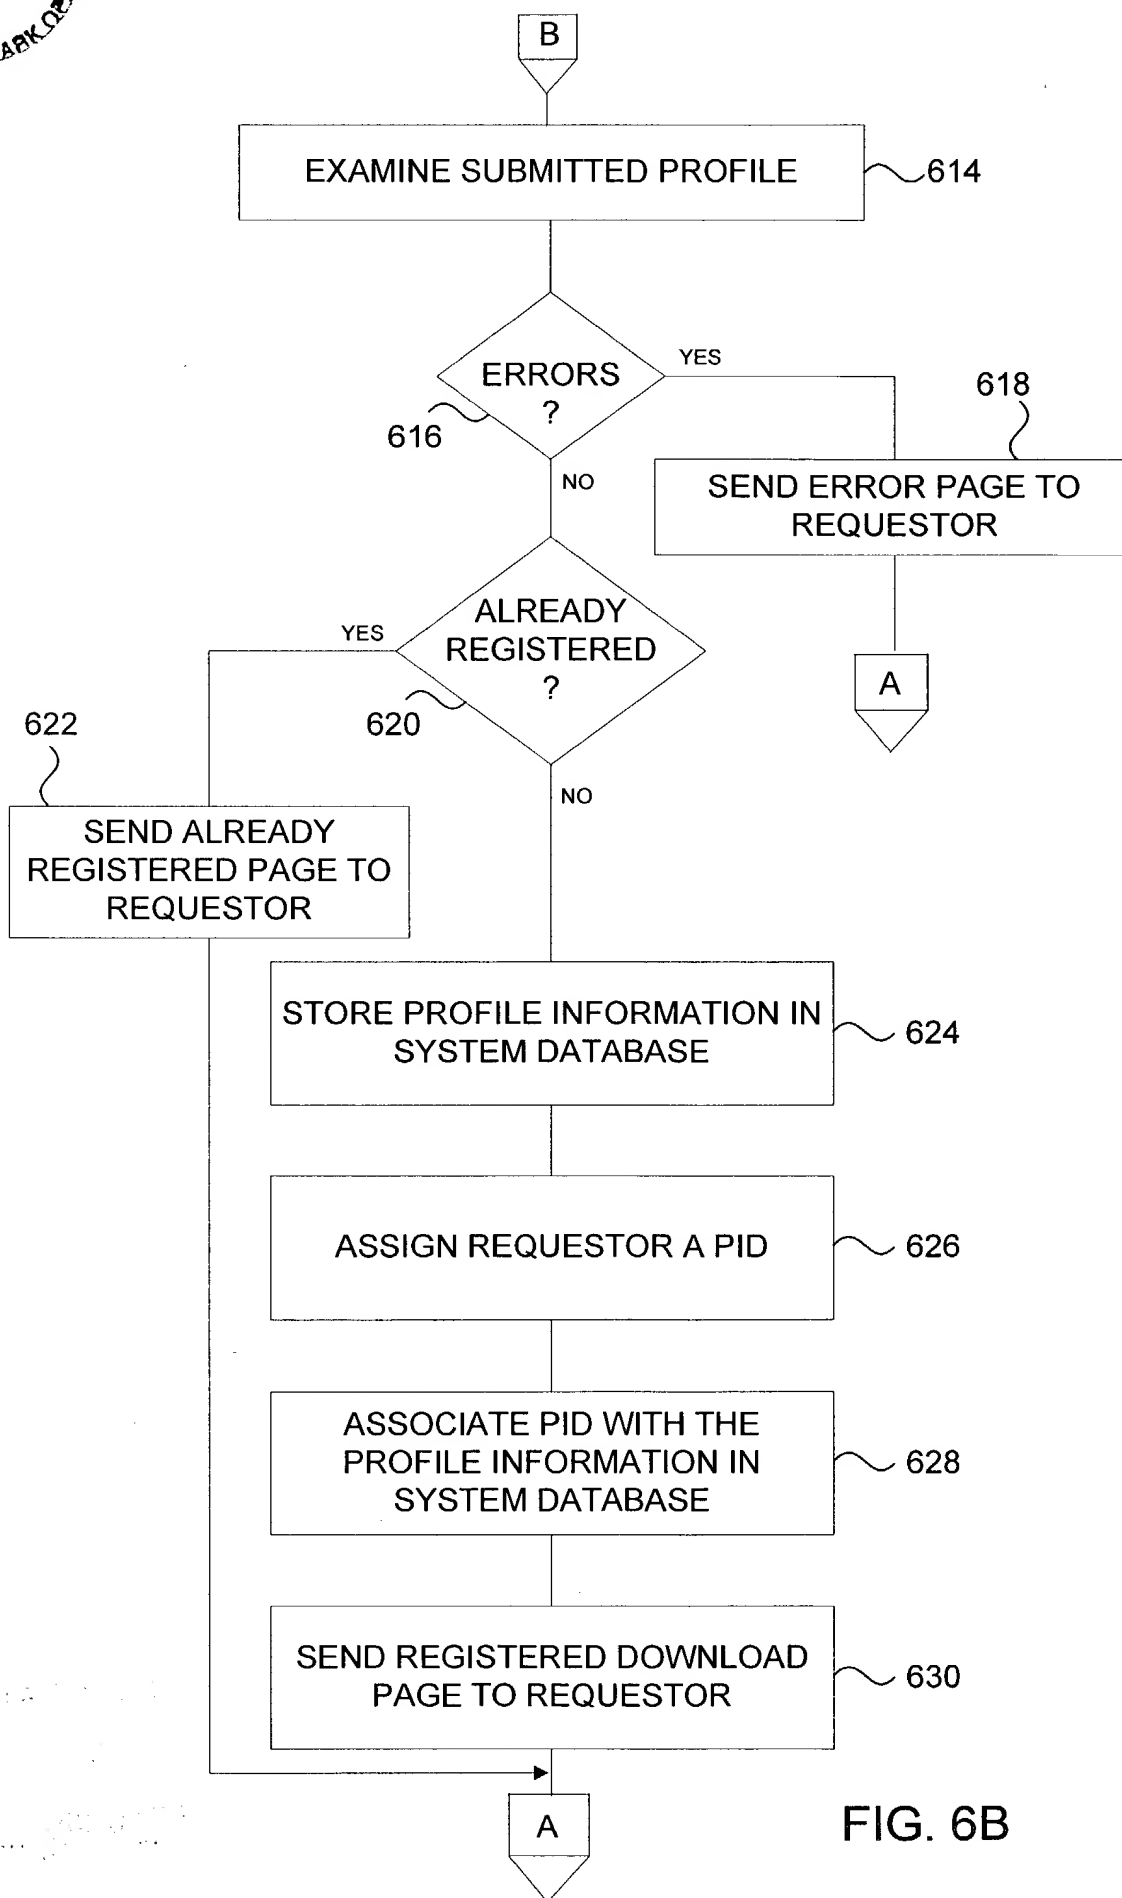 B
EXAMINE SUBMITTED PROFILE
614
ERRORS
?
YES
616
618
NO
SEND ERROR PAGE TO
REQUESTOR
ALREADY
REGISTERED
?
YES
620
A
622
NO
SEND ALREADY
REGISTERED PAGE TO
REQUESTOR
STORE PROFILE INFORMATION IN
SYSTEM DATABASE
624
ASSIGN REQUESTOR A PID
626
ASSOCIATE PID WITH THE
PROFILE INFORMATION IN
SYSTEM DATABASE
628
SEND REGISTERED DOWNLOAD
PAGE TO REQUESTOR
630
A
FIG. 6B